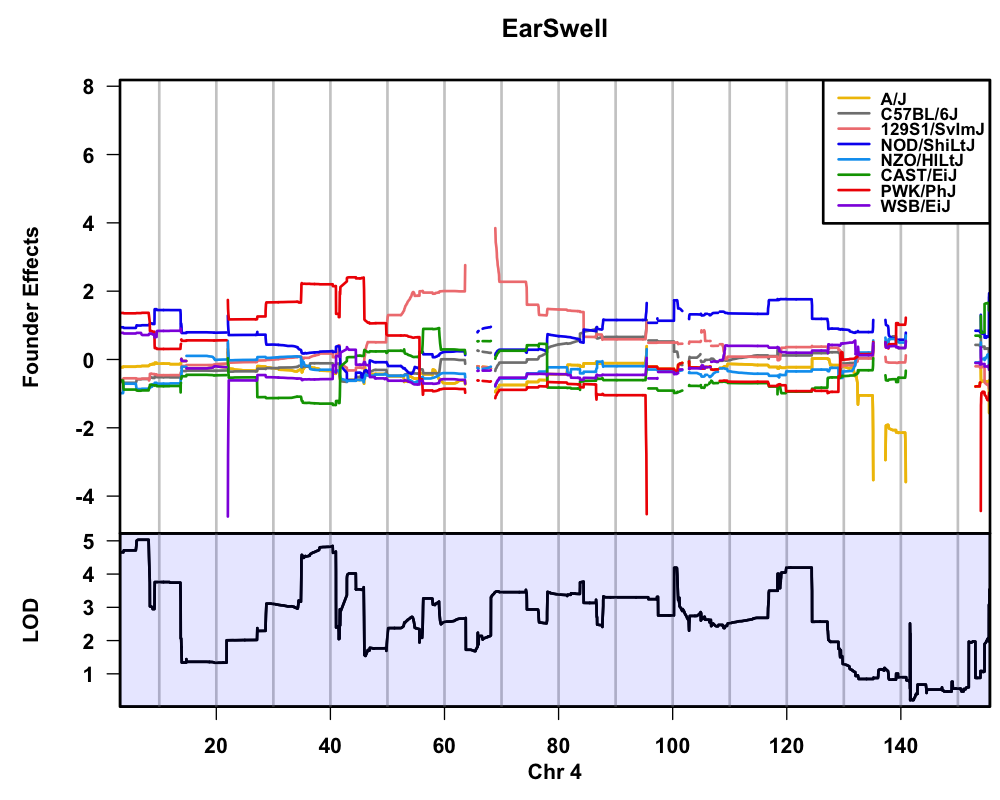 EarSwell
Founder Effects
8
6
4
2
0
-2
-4
A/J
C57BL/6J
129S1/SvImJ
NOD/ShiLtJ
NZO/HILtJ
CAST/EiJ
PWK/PhJ
WSB/EiJ
LOD
5
4
3
2
1
20 40 60 80 100 120 140
Chr 4